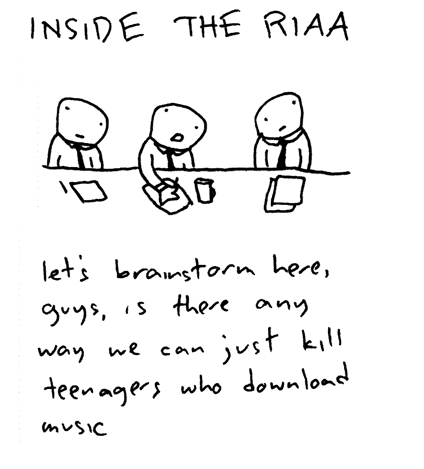 INSIDE THE RIAA
let's brainstorm here,
guys, is there any
way we can just kill
teenagers who download
music